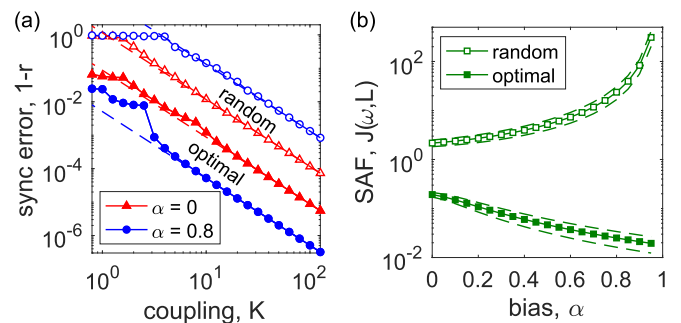 (a)
10^0
10^-2
10^-4
10^-6
sync error, 1-r
random
optimal
α = 0
α = 0.8
10^0
10^1
10^2
coupling, K
(b)
10^2
10^0
10^-2
SAF, J(ω,L)
random
optimal
0
0.2
0.4
0.6
0.8
1
bias, α